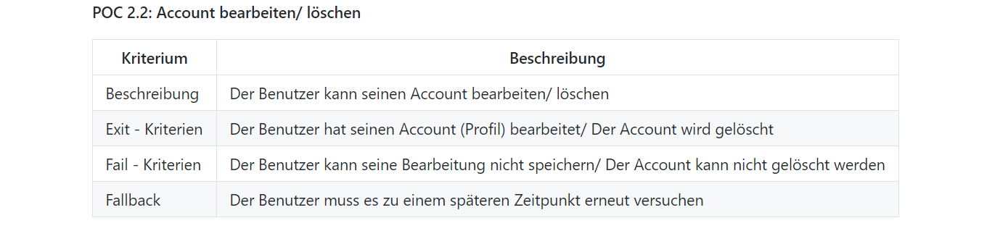 POC 2.2: Account bearbeiten/ löschen
Kriterium Beschreibung
Beschreibung Der Benutzer kann seinen Account bearbeiten/ löschen
Exit - Kriterien Der Benutzer hat seinen Account (Profil) bearbeitet/ Der Account wird gelöscht
Fail - Kriterien Der Benutzer kann seine Bearbeitung nicht speichern/ Der Account kann nicht gelöscht werden
Fallback Der Benutzer muss es zu einem späteren Zeitpunkt erneut versuchen